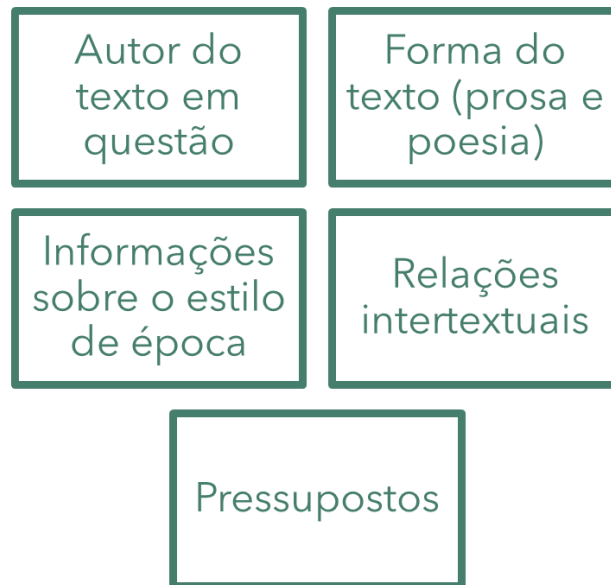 Autor do
texto em
questão
Forma do
texto (prosa e
poesia)
Informações
sobre o estilo
de época
Relações
intertextuais
Pressupostos